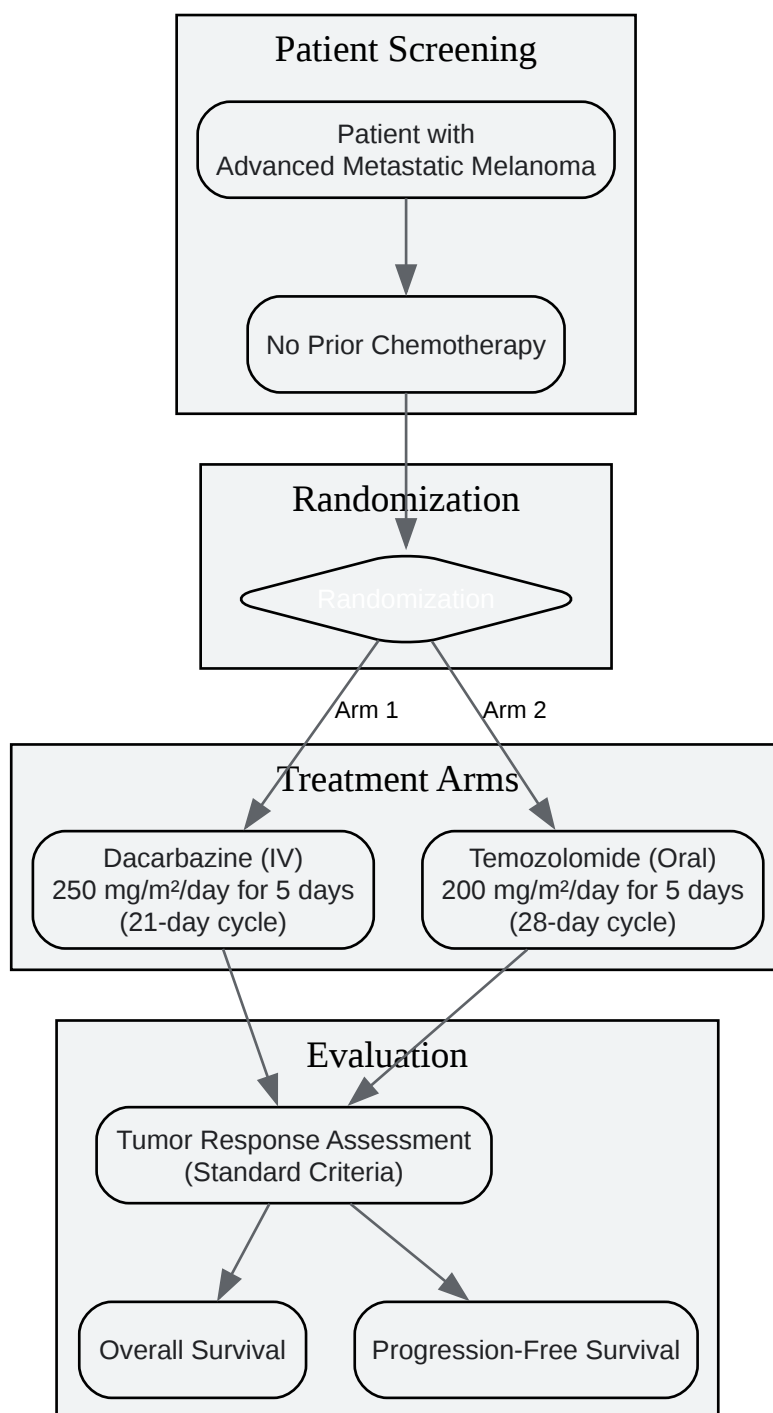 Patient Screening
Patient with
Advanced Metastatic Melanoma
No Prior Chemotherapy
Randomization
Randomization
Arm 1
Arm 2
Treatment Arms
Dacarbazine (IV)
250 mg/m²/day for 5 days
(21-day cycle)
Temozolomide (Oral)
200 mg/m²/day for 5 days
(28-day cycle)
Evaluation
Tumor Response Assessment
(Standard Criteria)
Overall Survival
Progression-Free Survival